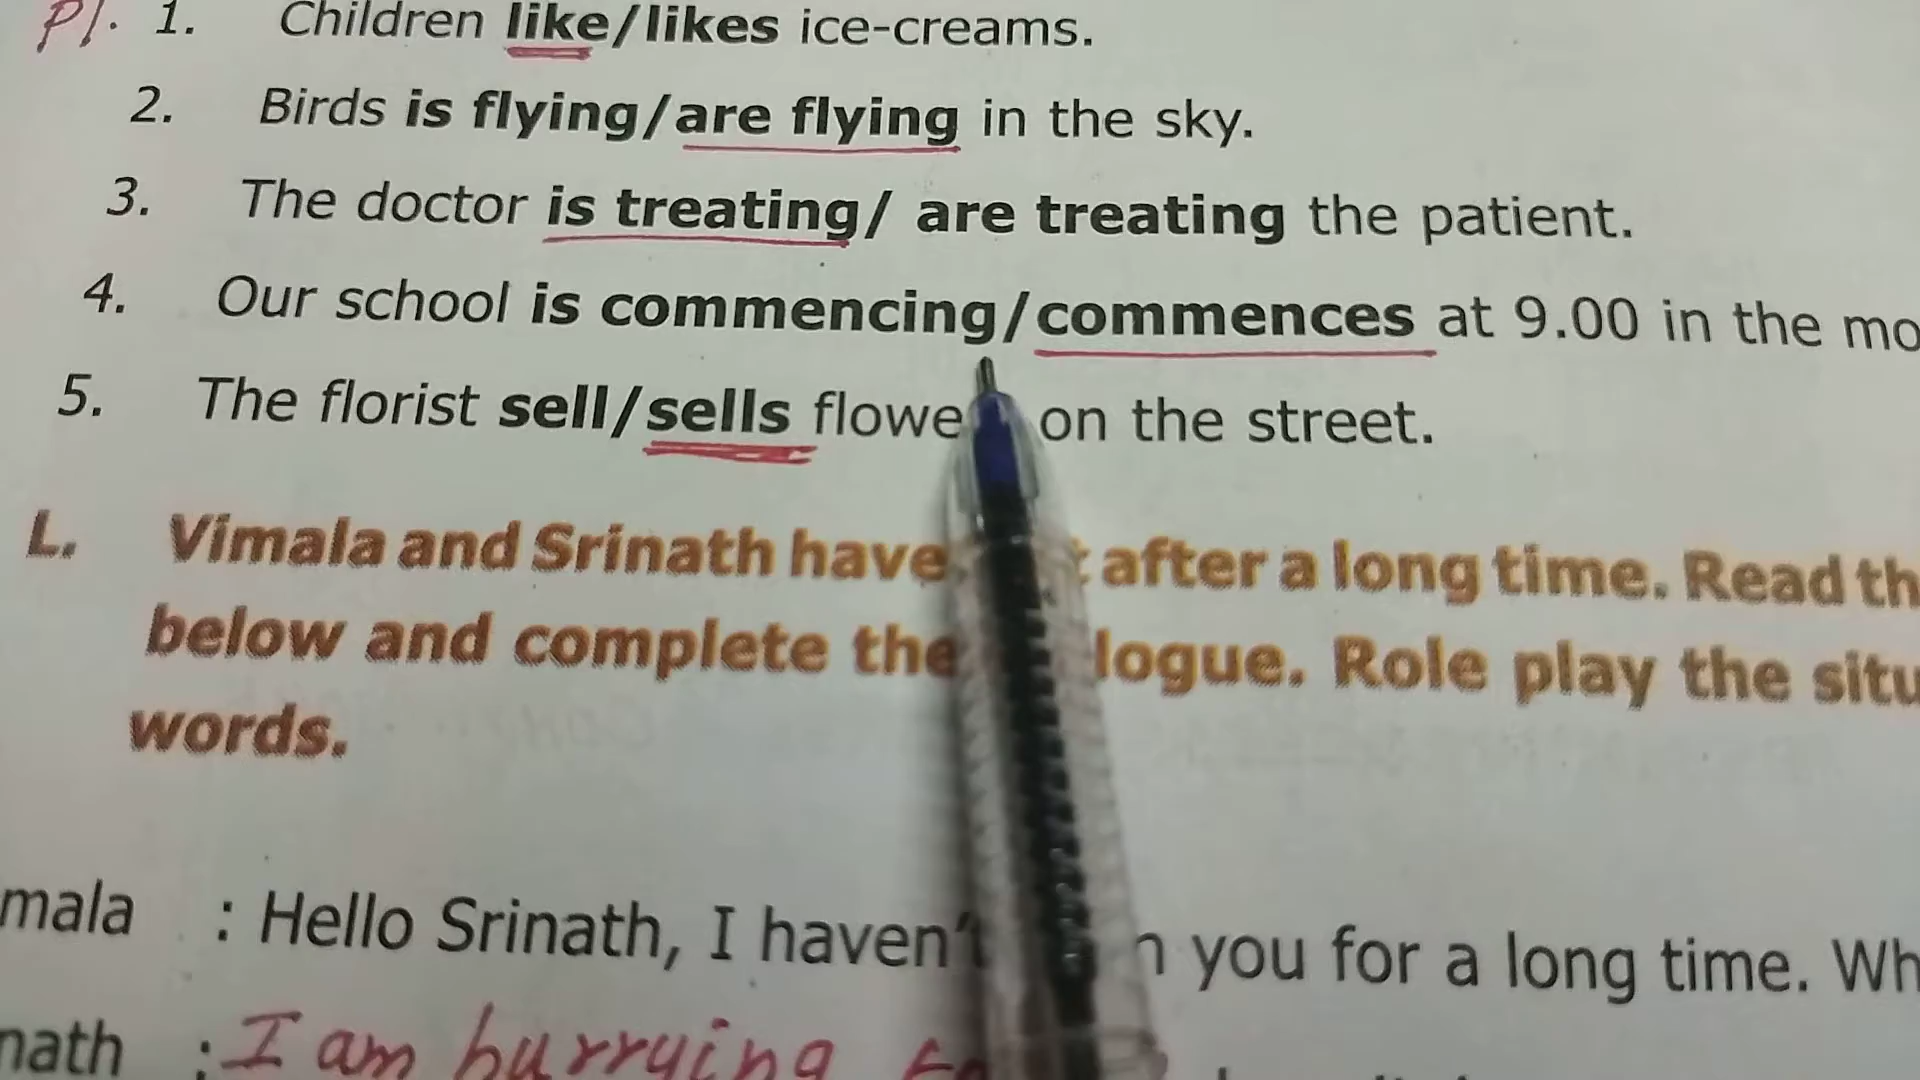 Pl. 1. Children like/likes ice-creams.
2. Birds is flying/are flying in the sky.
3. The doctor is treating/ are treating the patient.
4. Our school is commencing/commences at 9.00 in the mo
5. The florist sell/sells flowe on the street.
L. Vimala and Srinath have after a long time. Read th
below and complete the logue. Role play the situ
words.
mala : Hello Srinath, I haven't n you for a long time. Wh
nath : I am hurrying